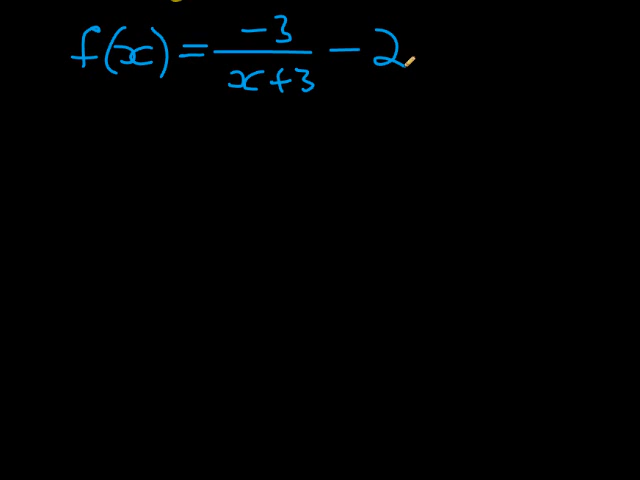 f(x) = -3/(x+3) - 2